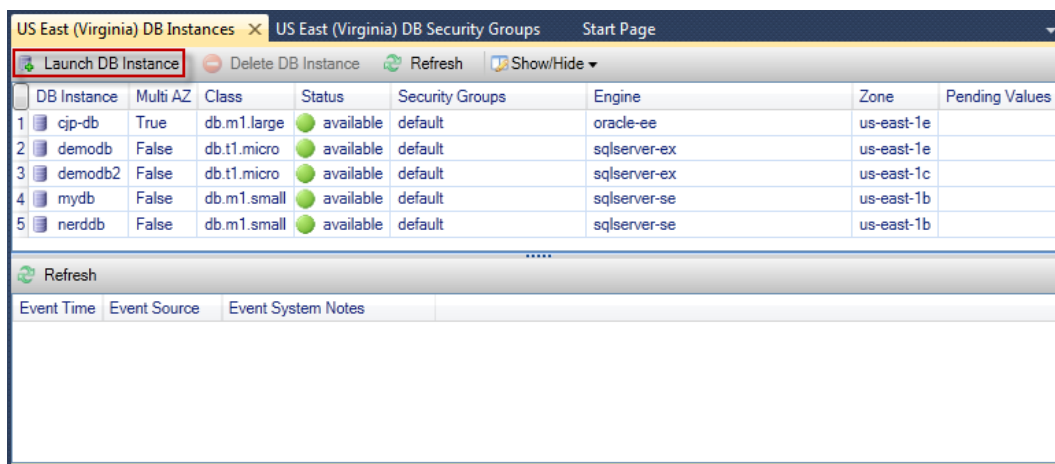 US East (Virginia) DB Instances US East (Virginia) DB Security Groups Start Page
Launch DB Instance Delete DB Instance Refresh Show/Hide
DB Instance Multi AZ Class Status Security Groups Engine Zone Pending Values
1 cjp-db True db.m1.large available default oracle-ee us-east-1e
2 demodb False db.t1.micro available default sqlserver-ex us-east-1e
3 demodb2 False db.t1.micro available default sqlserver-ex us-east-1c
4 mydb False db.m1.small available default sqlserver-se us-east-1b
5 nerddb False db.m1.small available default sqlserver-se us-east-1b
Refresh
Event Time Event Source Event System Notes